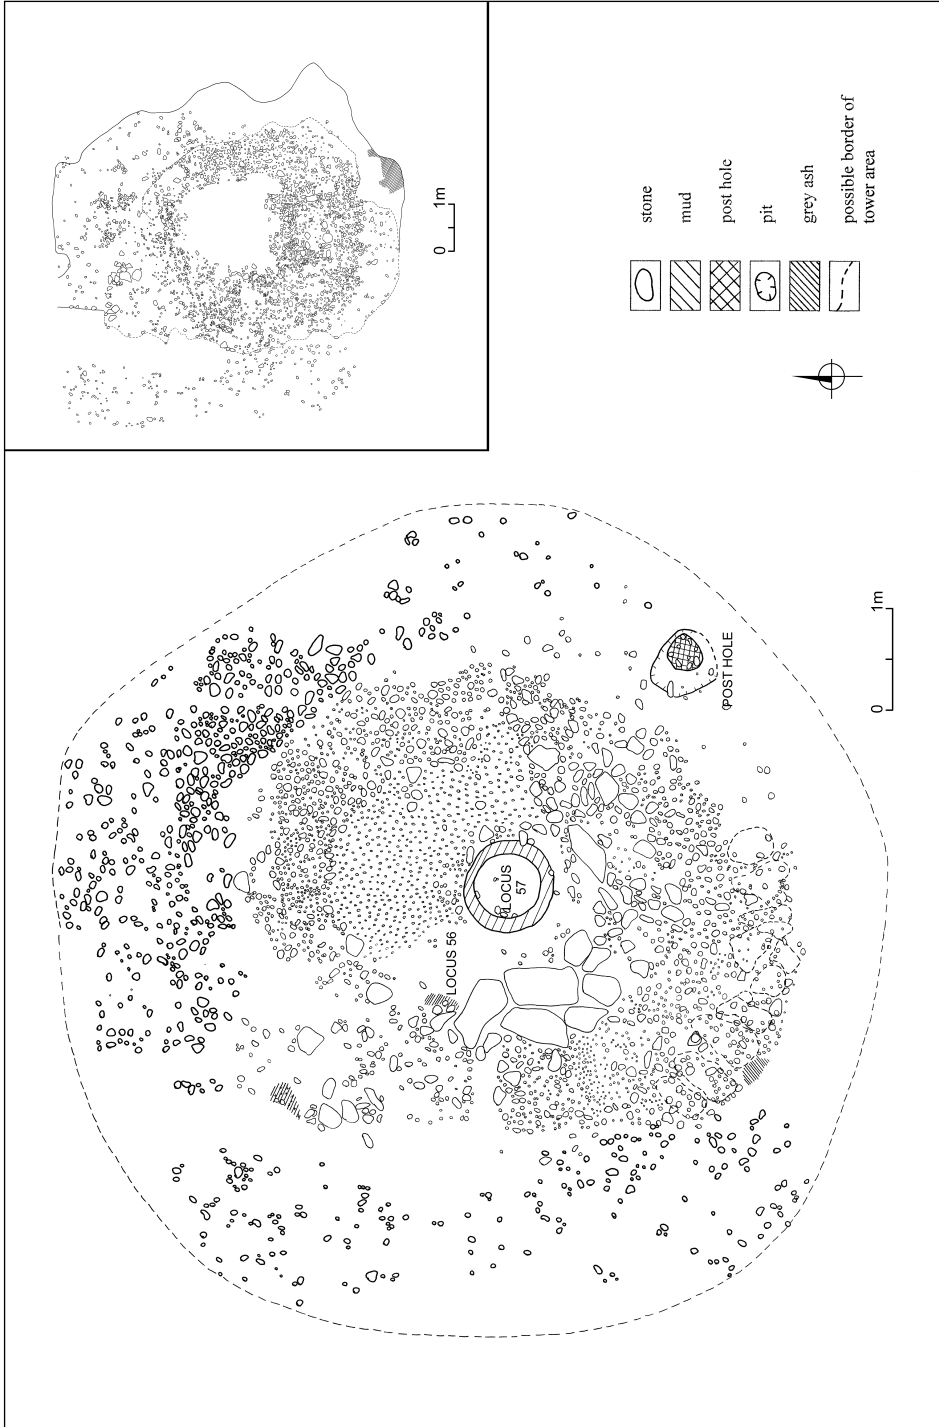 0
1m
stone
mud
post hole
pit
grey ash
possible border of
tower area
LOCUS
57
LOCUS 56
POST HOLE
0
1m